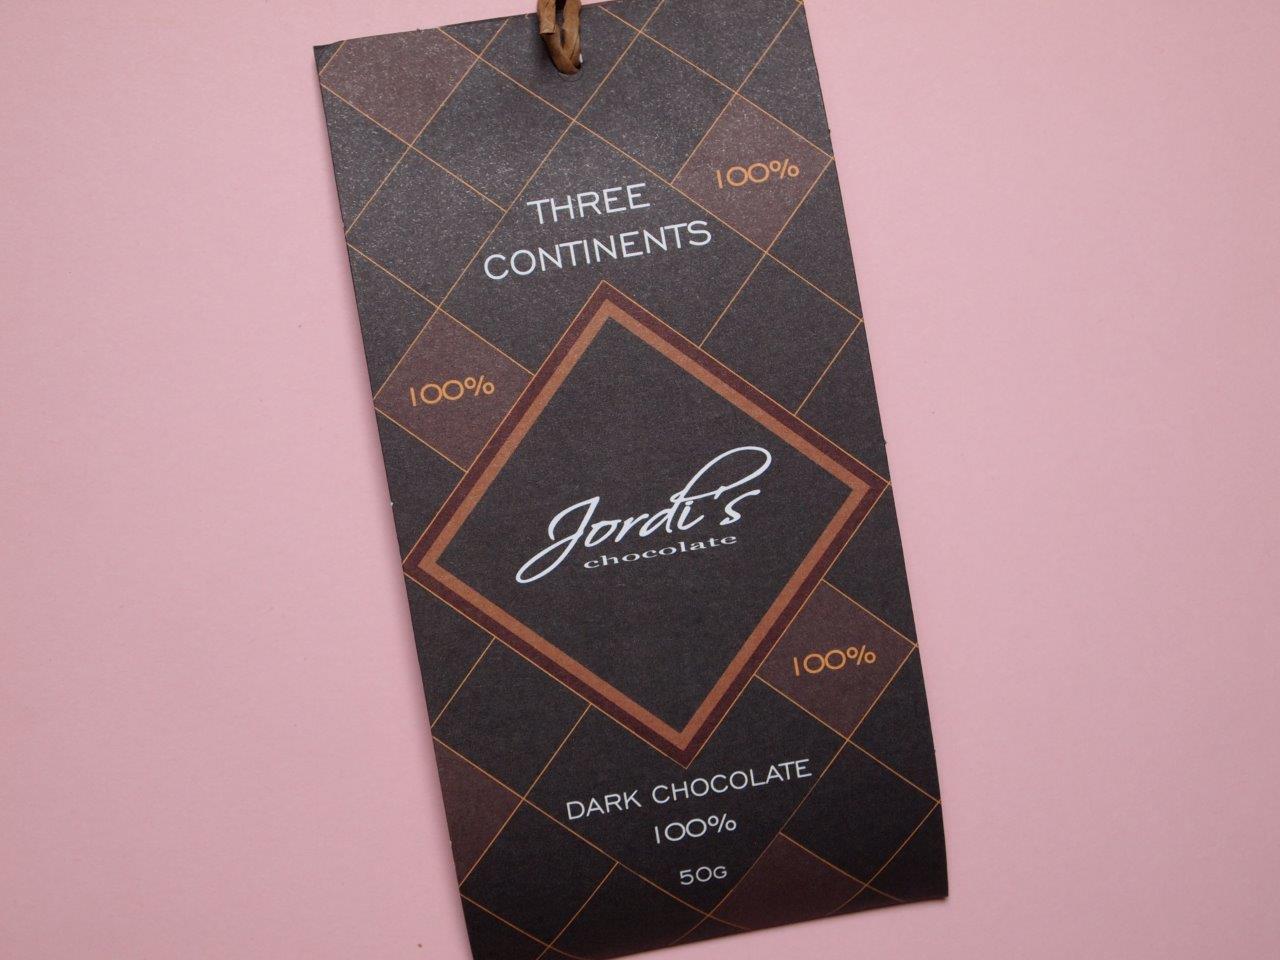 THREE
CONTINENTS
100%
100%
Jordi's
chocolate
100%
DARK CHOCOLATE
100%
50G